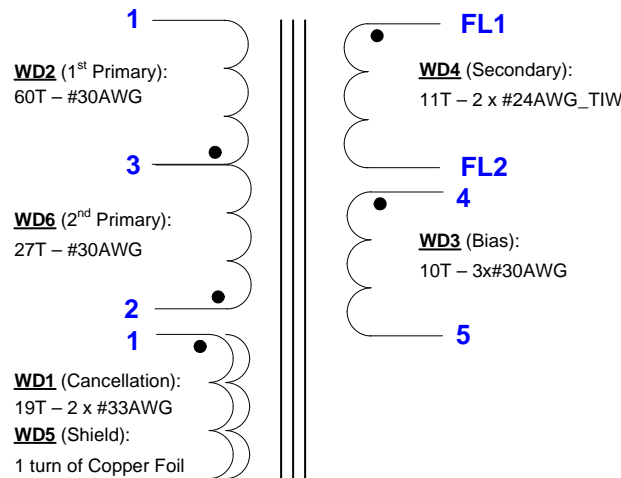 1
WD2 (1st Primary):
60T – #30AWG
3
WD6 (2nd Primary):
27T – #30AWG
2
1
WD1 (Cancellation):
19T – 2 x #33AWG
WD5 (Shield):
1 turn of Copper Foil
FL1
WD4 (Secondary):
11T – 2 x #24AWG_TIW
FL2
4
WD3 (Bias):
10T – 3x#30AWG
5